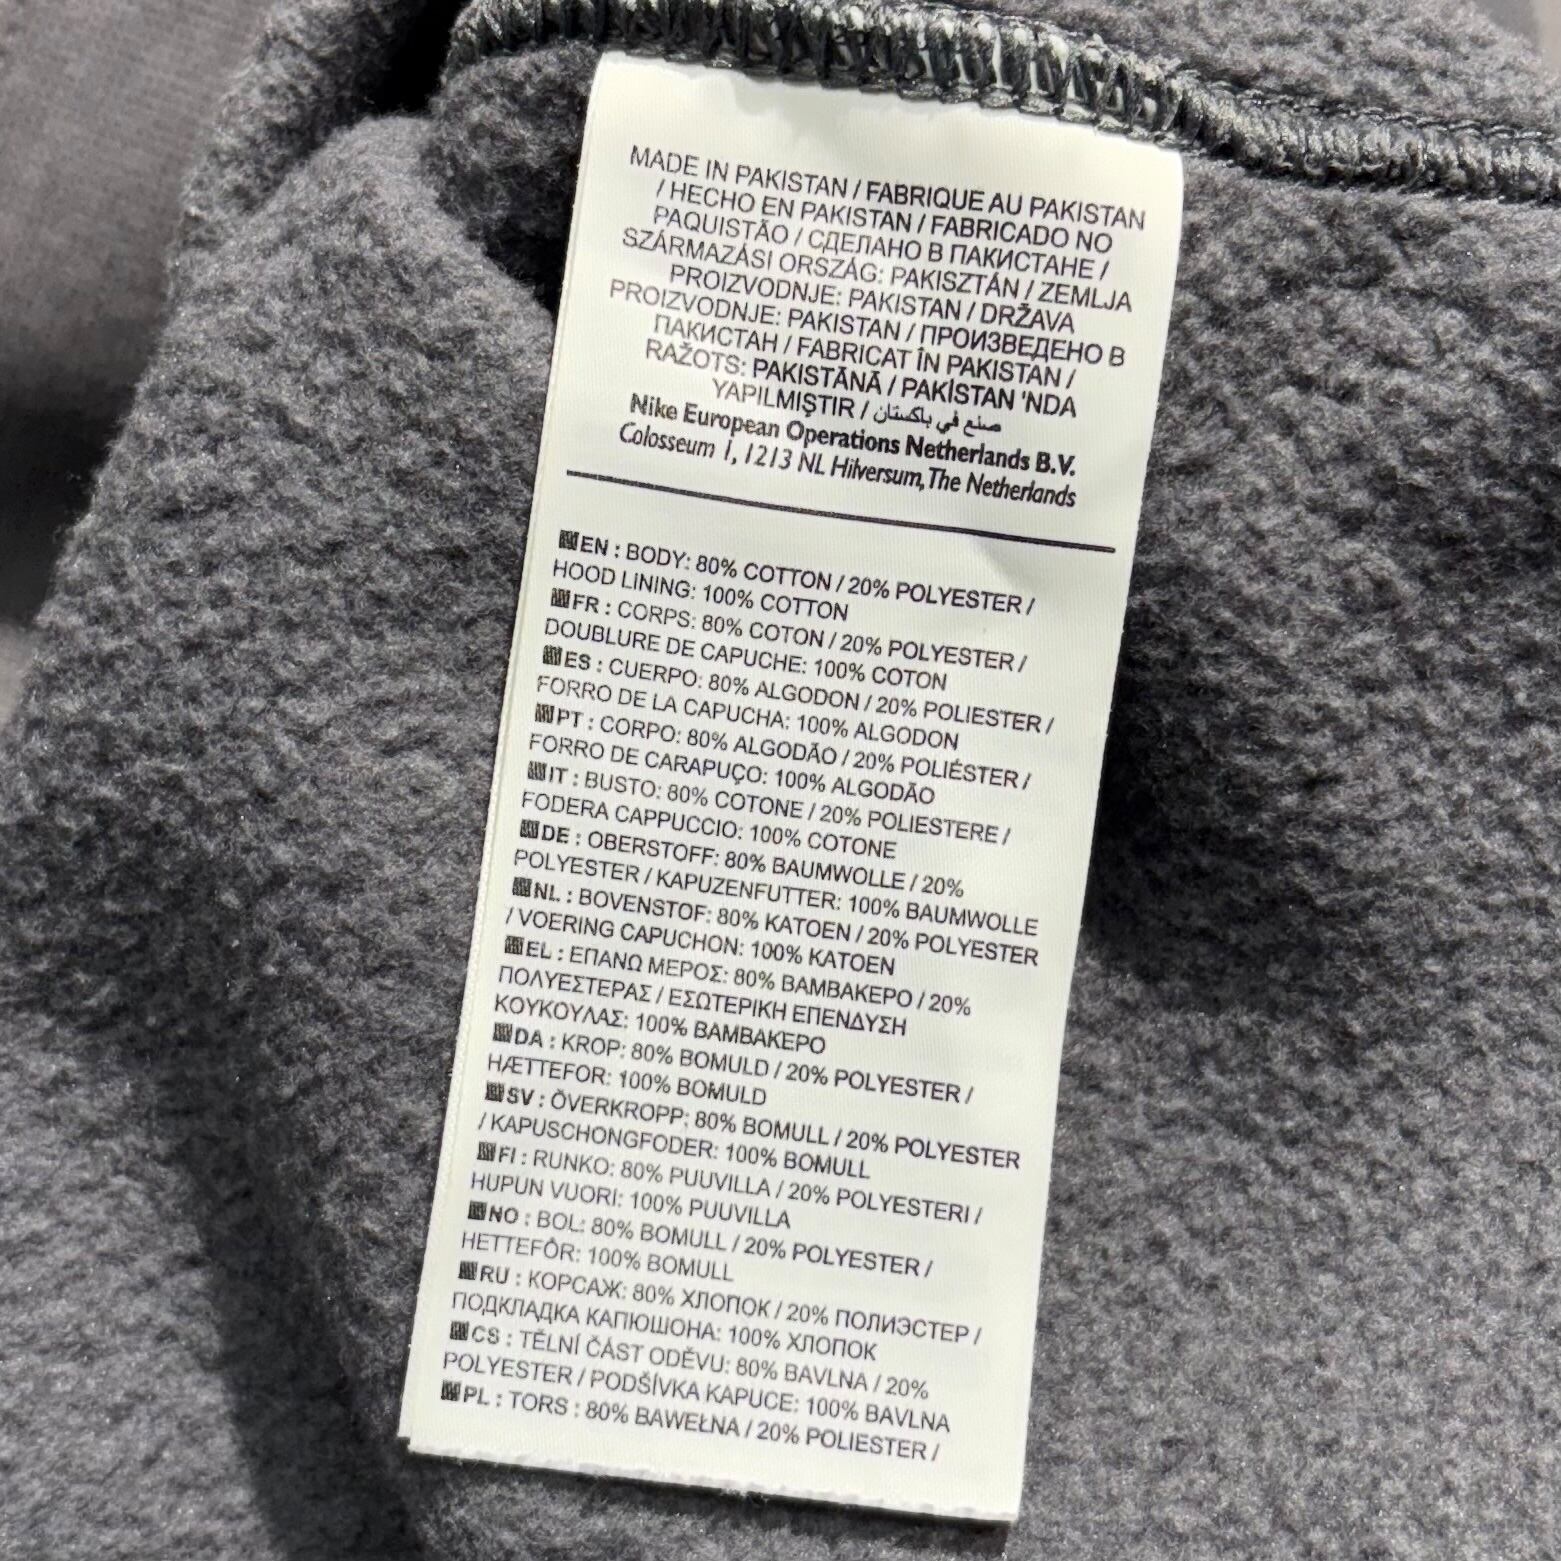 MADE IN PAKISTAN / FABRIQUE AU PAKISTAN
/ HECHO EN PAKISTAN / FABRICADO NO
PAQUISTÃO / СДЕЛАНО В ПАКИСТАНЕ /
SZÁRMAZÁSI ORSZÁG: PAKISZTÁN / ZEMLJA
PROIZVODNJE: PAKISTAN / DRŽAVA
PROIZVODNJE: PAKISTAN / ПРОИЗВЕДЕНО В
ПАКИСТАН / FABRICAT ÎN PAKISTAN /
RAŽOTS: PAKISTĀNĀ / PAKİSTAN 'NDA
YAPILMIŞTIR / صنع في باكستان
Nike European Operations Netherlands B.V.
Colosseum 1, 1213 NL Hilversum, The Netherlands
EN : BODY: 80% COTTON / 20% POLYESTER /
HOOD LINING: 100% COTTON
FR : CORPS: 80% COTON / 20% POLYESTER /
DOUBLURE DE CAPUCHE: 100% COTON
ES : CUERPO: 80% ALGODON / 20% POLIESTER /
FORRO DE LA CAPUCHA: 100% ALGODON
PT : CORPO: 80% ALGODÃO / 20% POLIÉSTER /
FORRO DE CARAPUÇO: 100% ALGODÃO
IT : BUSTO: 80% COTONE / 20% POLIESTERE /
FODERA CAPPUCCIO: 100% COTONE
DE : OBERSTOFF: 80% BAUMWOLLE / 20%
POLYESTER / KAPUZENFUTTER: 100% BAUMWOLLE
NL : BOVENSTOF: 80% KATOEN / 20% POLYESTER
/ VOERING CAPUCHON: 100% KATOEN
EL : ΕΠΑΝΩ ΜΕΡΟΣ: 80% ΒΑΜΒΑΚΕΡΟ / 20%
ΠΟΛΥΕΣΤΕΡΑΣ / ΕΣΩΤΕΡΙΚΗ ΕΠΕΝΔΥΣΗ
ΚΟΥΚΟΥΛΑΣ: 100% ΒΑΜΒΑΚΕΡΟ
DA : KROP: 80% BOMULD / 20% POLYESTER /
HÆTTEFOR: 100% BOMULD
SV : ÖVERKROPP: 80% BOMULL / 20% POLYESTER
/ KAPUSCHONGFODER: 100% BOMULL
FI : RUNKO: 80% PUUVILLA / 20% POLYESTERI /
HUPUN VUORI: 100% PUUVILLA
NO : BOL: 80% BOMULL / 20% POLYESTER /
HETTEFÔR: 100% BOMULL
RU : КОРСАЖ: 80% ХЛОПОК / 20% ПОЛИЭСТЕР /
ПОДКЛАДКА КАПЮШОНА: 100% ХЛОПОК
CS : TĚLNÍ ČÁST ODĚVU: 80% BAVLNA / 20%
POLYESTER / PODŠÍVKA KAPUCE: 100% BAVLNA
PL : TORS : 80% BAWEŁNA / 20% POLIESTER /